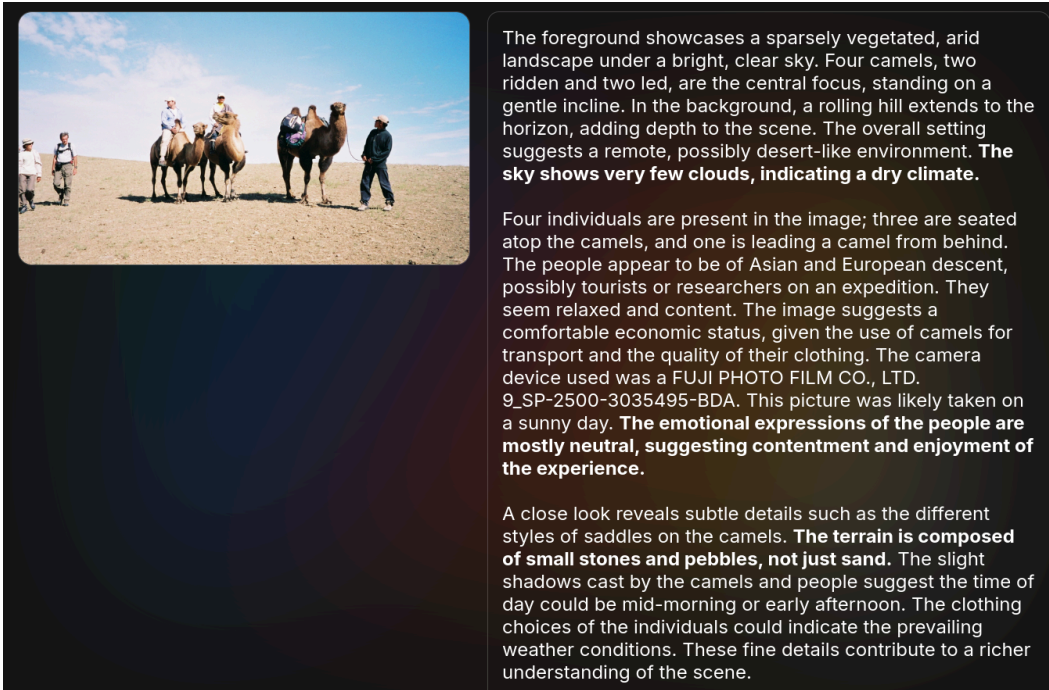 The foreground showcases a sparsely vegetated, arid
landscape under a bright, clear sky. Four camels, two
ridden and two led, are the central focus, standing on a
gentle incline. In the background, a rolling hill extends to the
horizon, adding depth to the scene. The overall setting
suggests a remote, possibly desert-like environment. The
sky shows very few clouds, indicating a dry climate.
Four individuals are present in the image; three are seated
atop the camels, and one is leading a camel from behind.
The people appear to be of Asian and European descent,
possibly tourists or researchers on an expedition. They
seem relaxed and content. The image suggests a
comfortable economic status, given the use of camels for
transport and the quality of their clothing. The camera
device used was a FUJI PHOTO FILM CO., LTD.
9_SP-2500-3035495-BDA. This picture was likely taken on
a sunny day. The emotional expressions of the people are
mostly neutral, suggesting contentment and enjoyment of
the experience.
A close look reveals subtle details such as the different
styles of saddles on the camels. The terrain is composed
of small stones and pebbles, not just sand. The slight
shadows cast by the camels and people suggest the time of
day could be mid-morning or early afternoon. The clothing
choices of the individuals could indicate the prevailing
weather conditions. These fine details contribute to a richer
understanding of the scene.